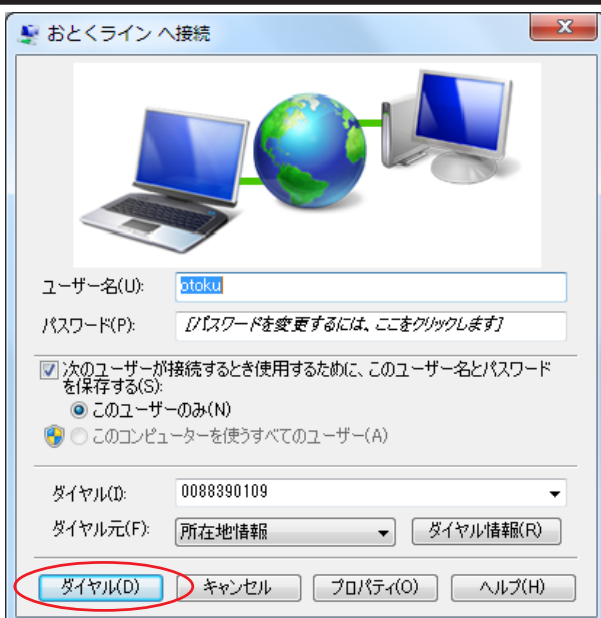 おとくライン へ接続
ユーザー名(U):
otoku
パスワード(P):
[パスワードを変更するには、ここをクリックします]
次のユーザーが接続するとき使用するために、このユーザー名とパスワード
を保存する(S):
このユーザーのみ(N)
このコンピューターを使うすべてのユーザー(A)
ダイヤル(I):
0088390109
ダイヤル元(F):
所在地情報
ダイヤル情報(R)
ダイヤル(D)
キャンセル
プロパティ(O)
ヘルプ(H)